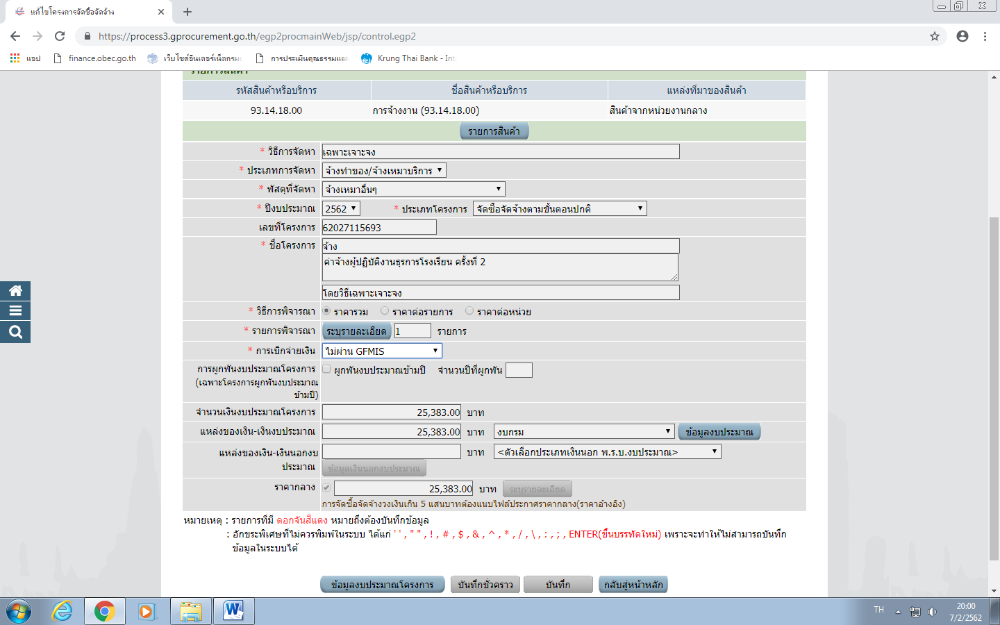 แก้ไขโครงการจัดซื้อจัดจ้าง
https://process3.gprocurement.go.th/egp2procmainWeb/jsp/control.egp2
แอป finance.obec.go.th เว็บไซต์อินเตอร์เน็ตกรม การประเมินคุณธรรมและ Krung Thai Bank - Int
รายการสินค้า
รหัสสินค้าหรือบริการ ชื่อสินค้าหรือบริการ แหล่งที่มาของสินค้า
93.14.18.00 การจ้างงาน (93.14.18.00) สินค้าจากหน่วยงานกลาง
รายการสินค้า
* วิธีการจัดหา เฉพาะเจาะจง
* ประเภทการจัดหา จ้างทำของ/จ้างเหมาบริการ
* พัสดุที่จัดหา จ้างเหมาอื่นๆ
* ปีงบประมาณ 2562 * ประเภทโครงการ จัดซื้อจัดจ้างตามขั้นตอนปกติ
เลขที่โครงการ 62027115693
* ชื่อโครงการ จ้าง
ค่าจ้างผู้ปฏิบัติงานธุรการโรงเรียน ครั้งที่ 2
โดยวิธีเฉพาะเจาะจง
* วิธีการพิจารณา ราคารวม ราคาต่อรายการ ราคาต่อหน่วย
* รายการพิจารณา ระบุรายละเอียด 1 รายการ
* การเบิกจ่ายเงิน ไม่ผ่าน GFMIS
การผูกพันงบประมาณโครงการ ผูกพันงบประมาณข้ามปี จำนวนปีที่ผูกพัน
(เฉพาะโครงการผูกพันงบประมาณ
ข้ามปี)
จำนวนเงินงบประมาณโครงการ 25,383.00 บาท
แหล่งของเงิน-เงินงบประมาณ 25,383.00 บาท งบกรม ข้อมูลงบประมาณ
แหล่งของเงิน-เงินนอกงบ บาท <ตัวเลือกประเภทเงินนอก พ.ร.บ.งบประมาณ>
ประมาณ ข้อมูลเงินนอกงบประมาณ
ราคากลาง 25,383.00 บาท ระบุรายละเอียด
การจัดซื้อจัดจ้างวงเงินเกิน 5 แสนบาทต้องแนบไฟล์ประกาศราคากลาง(ราคาอ้างอิง)
หมายเหตุ : รายการที่มี ดอกจันสีแดง หมายถึงต้องบันทึกข้อมูล
: อักขระพิเศษที่ไม่ควรพิมพ์ในระบบ ได้แก่ ' ' , " " , ! , # , $ , & , ^ , * , / , \ , : , ; , ENTER(ขึ้นบรรทัดใหม่) เพราะจะทำให้ไม่สามารถบันทึก
ข้อมูลในระบบได้
ข้อมูลงบประมาณโครงการ บันทึกชั่วคราว บันทึก กลับสู่หน้าหลัก
TH 20:00
7/2/2562